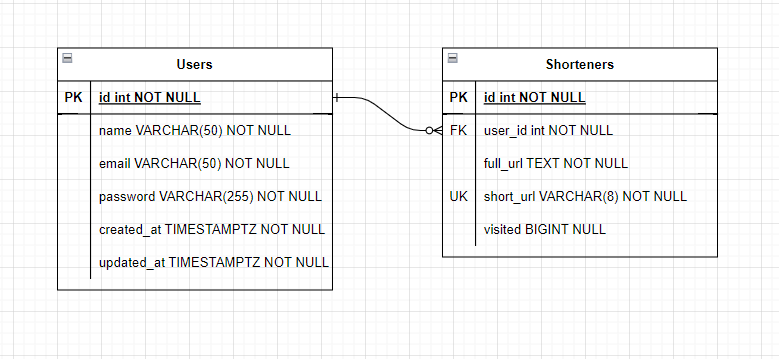 Users
PK id int NOT NULL
name VARCHAR(50) NOT NULL
email VARCHAR(50) NOT NULL
password VARCHAR(255) NOT NULL
created_at TIMESTAMPTZ NOT NULL
updated_at TIMESTAMPTZ NOT NULL
Shorteners
PK id int NOT NULL
FK user_id int NOT NULL
full_url TEXT NOT NULL
UK short_url VARCHAR(8) NOT NULL
visited BIGINT NULL